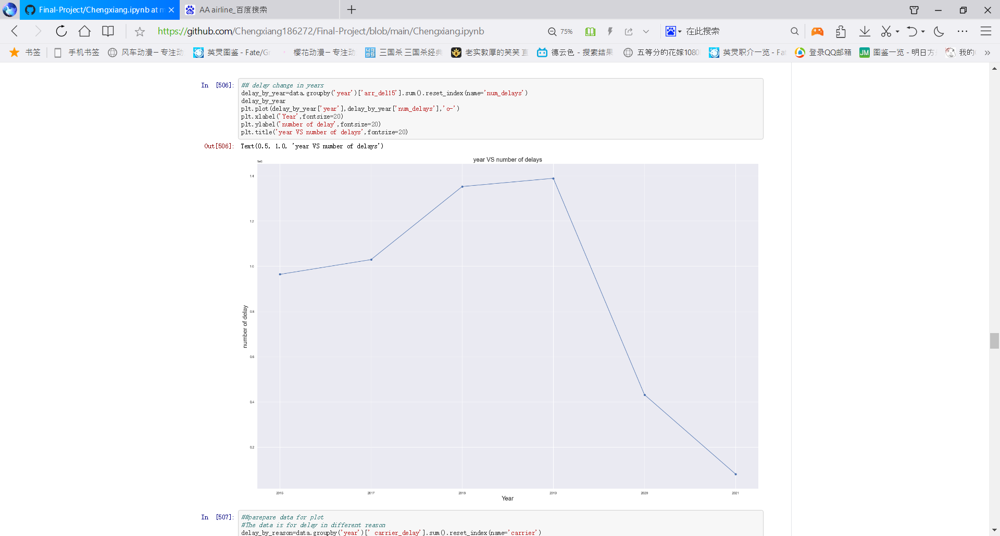 Final-Project/Chengxiang.ipynb at m
AA airline_百度搜索
https://github.com/Chengxiang186272/Final-Project/blob/main/Chengxiang.ipynb
75%
在此搜索
书签
手机书签
风车动漫 – 专注动
英灵图鉴 - Fate/G
樱花动漫 – 专注动
三国杀 三国杀经典
老实敦厚的笑笑 直
德云色 - 搜索结果
五等分的花嫁1080
英灵职介一览 - Fa
登录QQ邮箱
JM
图鉴一览 - 明日方
我的
In [506]:
## delay change in years
delay_by_year=data.groupby('year')['arr_del15'].sum().reset_index(name='num_delays')
delay_by_year
plt.plot(delay_by_year['year'],delay_by_year['num_delays'],'o-')
plt.xlabel('Year',fontsize=20)
plt.ylabel('number of delay',fontsize=20)
plt.title('year VS number of delays',fontsize=20)
Out[506]:
Text(0.5, 1.0, 'year VS number of delays')
year VS number of delays
1e6
1.4
1.2
1.0
0.8
0.6
0.4
0.2
number of delay
2016
2017
2018
2019
2020
2021
Year
In [507]:
##parepare data for plot
#The data is for delay in different reason
delay_by_reason=data.groupby('year')[' carrier_delay'].sum().reset_index(name='carrier')